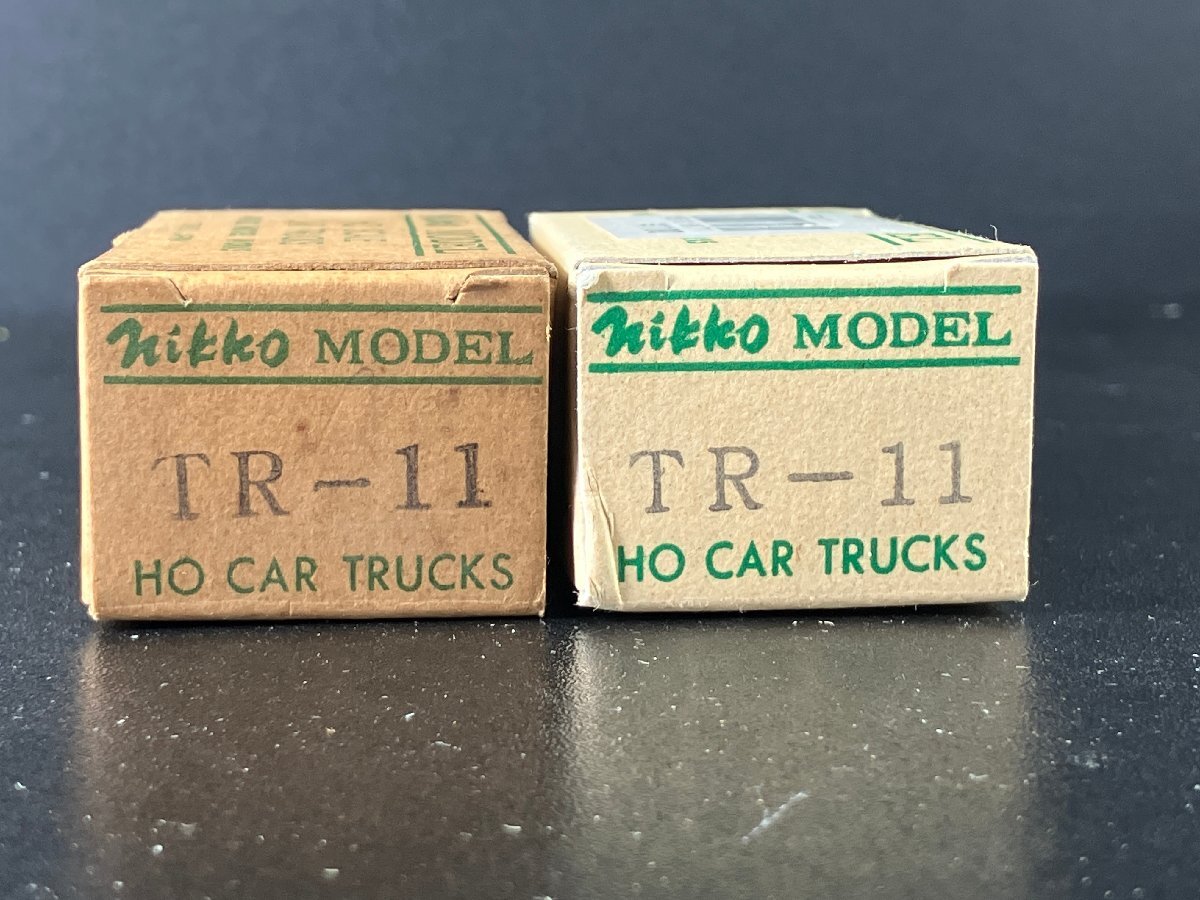 nikko MODEL
TR-11
HO CAR TRUCKS
nikko MODEL
TR-11
HO CAR TRUCKS